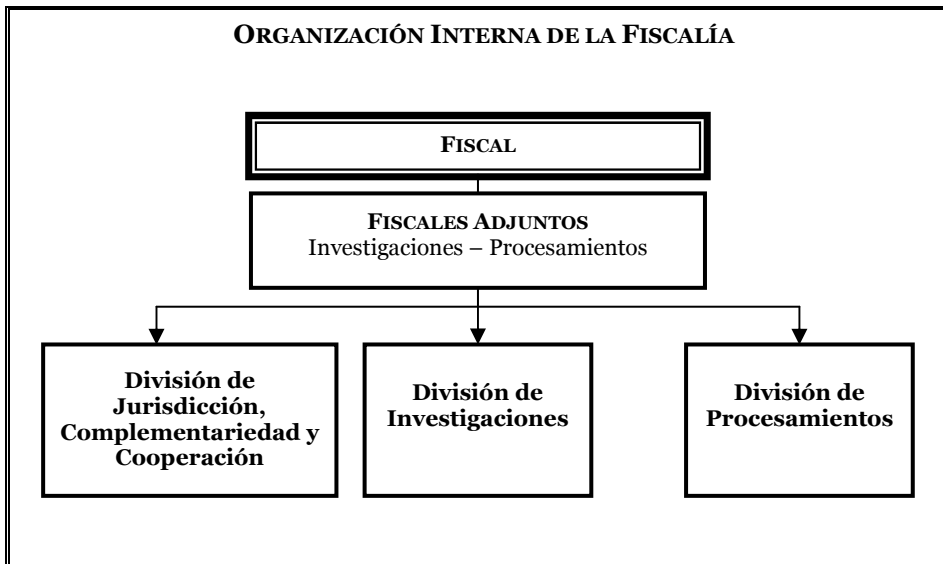 ORGANIZACIÓN INTERNA DE LA FISCALÍA
FISCAL
FISCALES ADJUNTOS
Investigaciones – Procesamientos
División de
Jurisdicción,
Complementariedad y
Cooperación
División de
Investigaciones
División de
Procesamientos